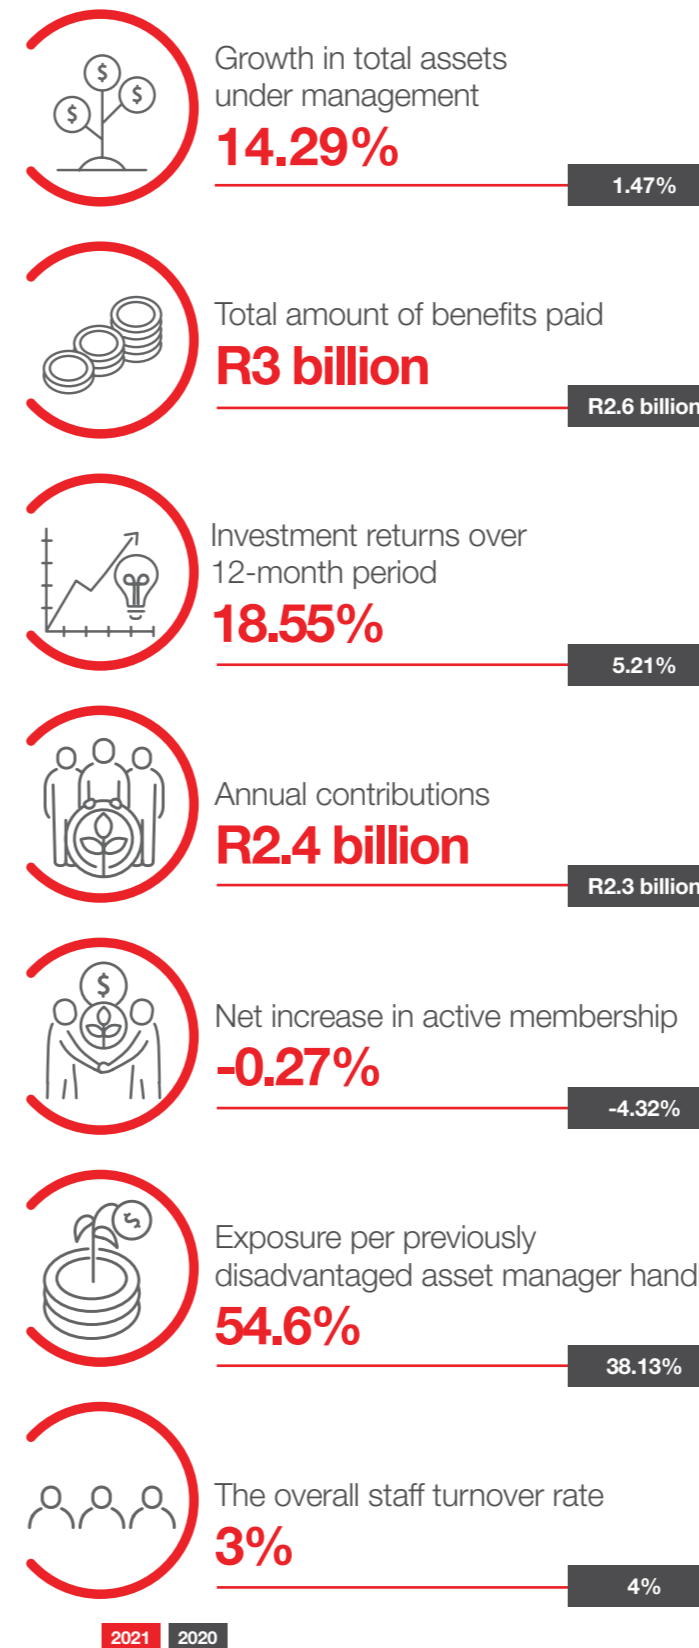 Growth in total assets
under management
14.29%
1.47%
Total amount of benefits paid
R3 billion
R2.6 billion
Investment returns over
12-month period
18.55%
5.21%
Annual contributions
R2.4 billion
R2.3 billion
Net increase in active membership
-0.27%
-4.32%
Exposure per previously
disadvantaged asset manager hand
54.6%
38.13%
The overall staff turnover rate
3%
4%
2021 2020